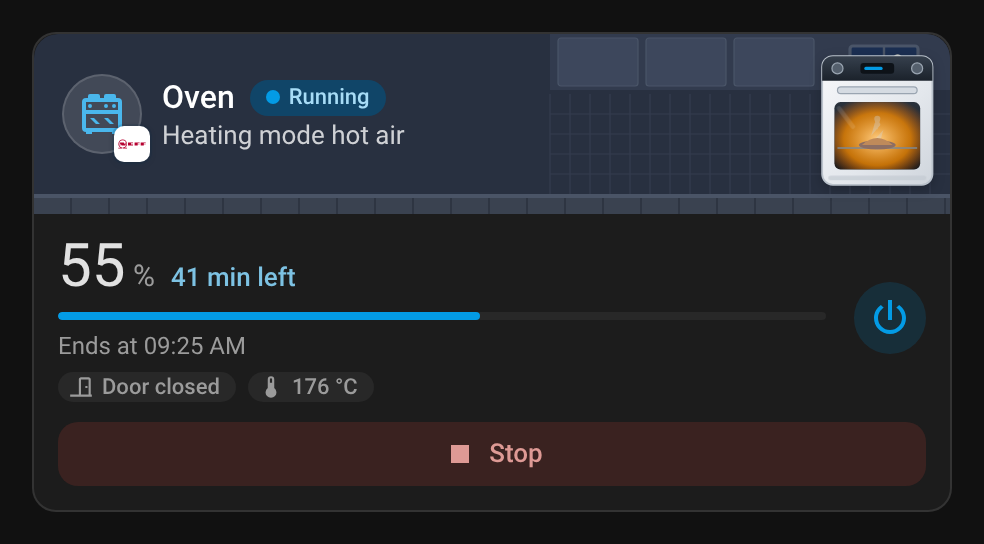 Oven
Running
Heating mode hot air
55 %
41 min left
Ends at 09:25 AM
Door closed
176 °C
Stop